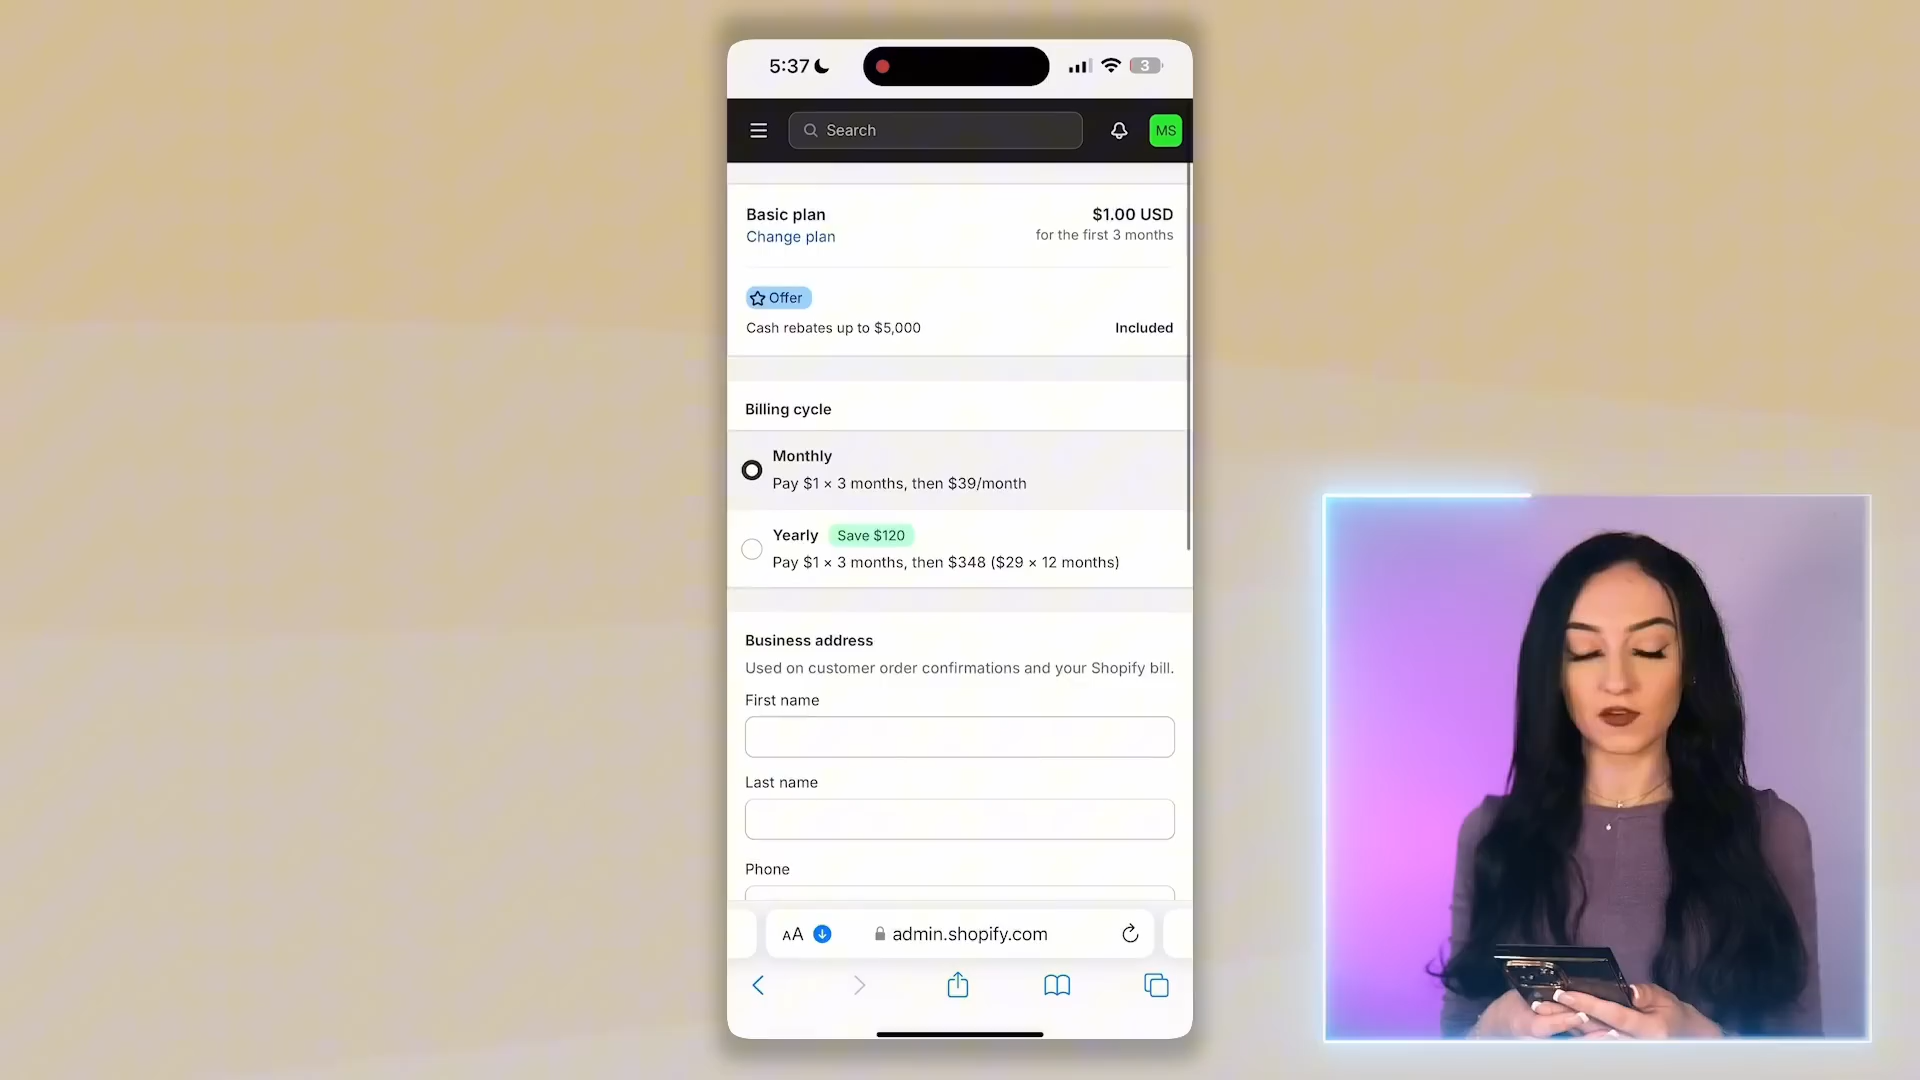 5:37
3
Search
MS
Basic plan
$1.00 USD
Change plan
for the first 3 months
Offer
Cash rebates up to $5,000
Included
Billing cycle
Monthly
Pay $1 × 3 months, then $39/month
Yearly
Save $120
Pay $1 × 3 months, then $348 ($29 × 12 months)
Business address
Used on customer order confirmations and your Shopify bill.
First name
Last name
Phone
AA
admin.shopify.com